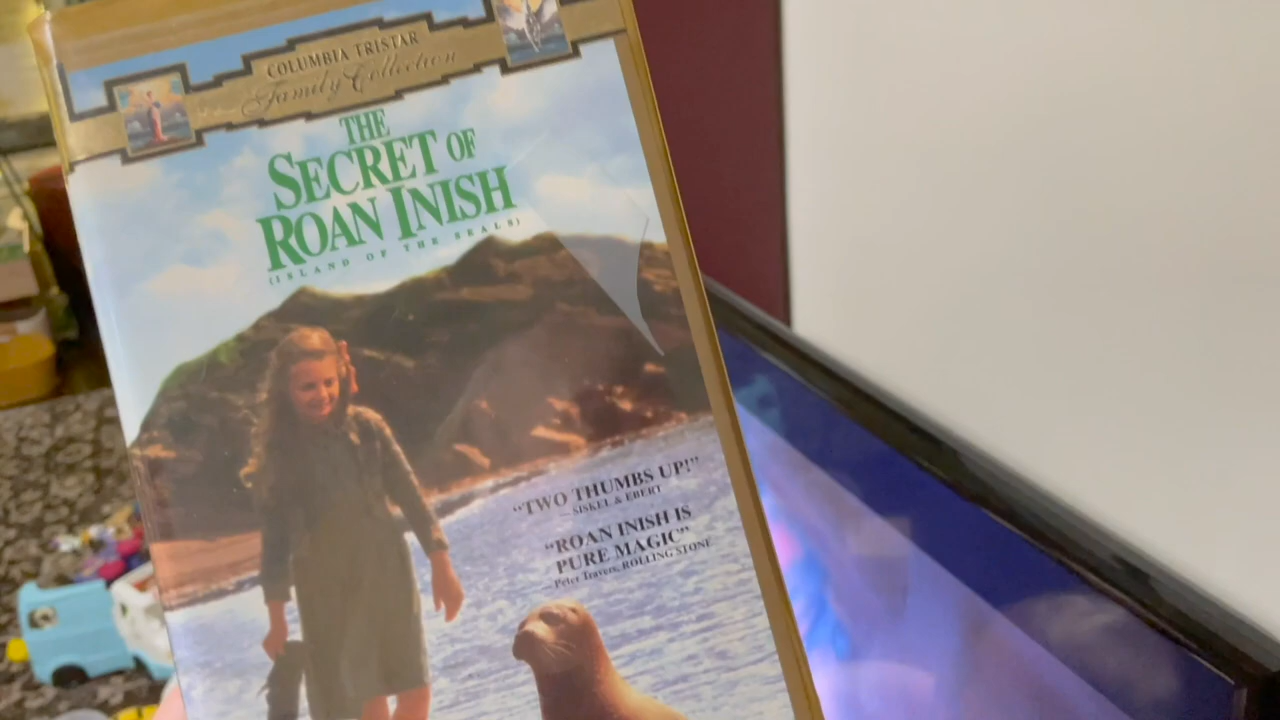 COLUMBIA TRISTAR
Family Collection
THE
SECRET OF
ROAN INISH
(ISLAND OF THE SEALS)
"TWO THUMBS UP!"
—SISKEL & EBERT
"ROAN INISH IS
PURE MAGIC"
—Peter Travers, ROLLING STONE